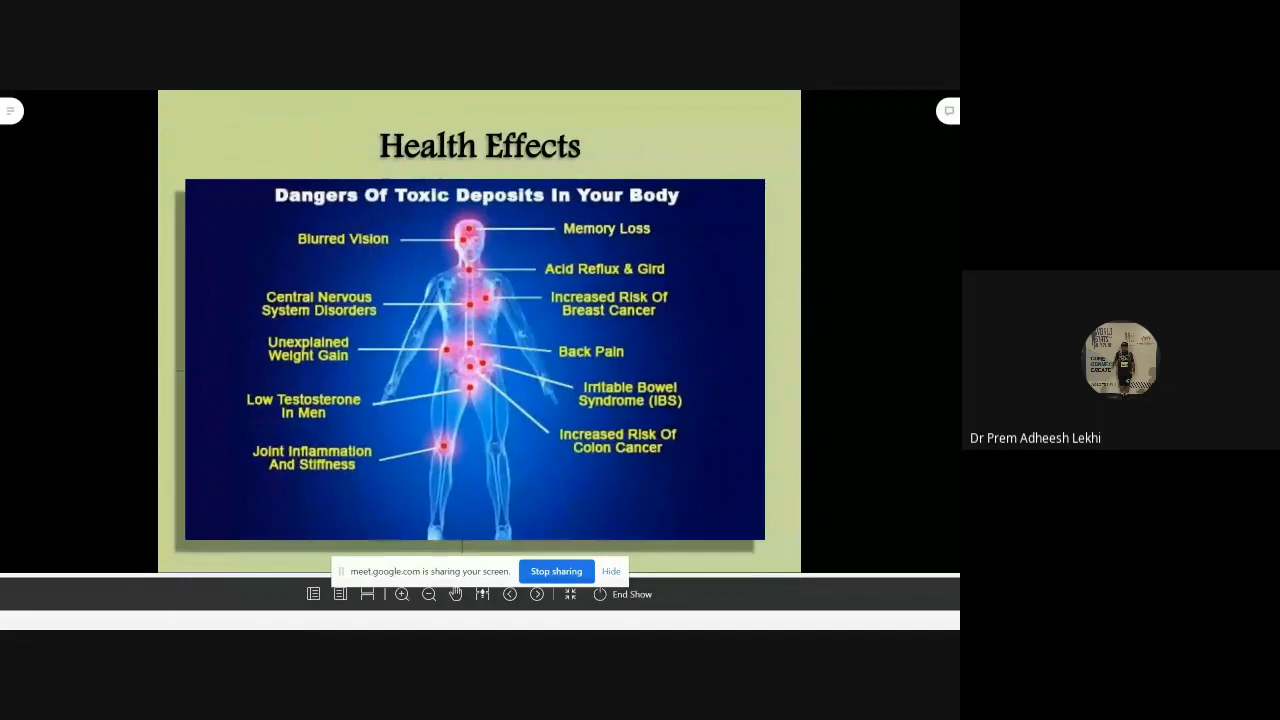 Health Effects
Dangers Of Toxic Deposits In Your Body
Blurred Vision
Memory Loss
Acid Reflux & Gird
Central Nervous
System Disorders
Increased Risk Of
Breast Cancer
Unexplained
Weight Gain
Back Pain
Low Testosterone
In Men
Irritable Bowel
Syndrome (IBS)
Joint Inflammation
And Stiffness
Increased Risk Of
Colon Cancer
meet.google.com is sharing your screen.
Stop sharing
Hide
End Show
Dr Prem Adheesh Lekhi